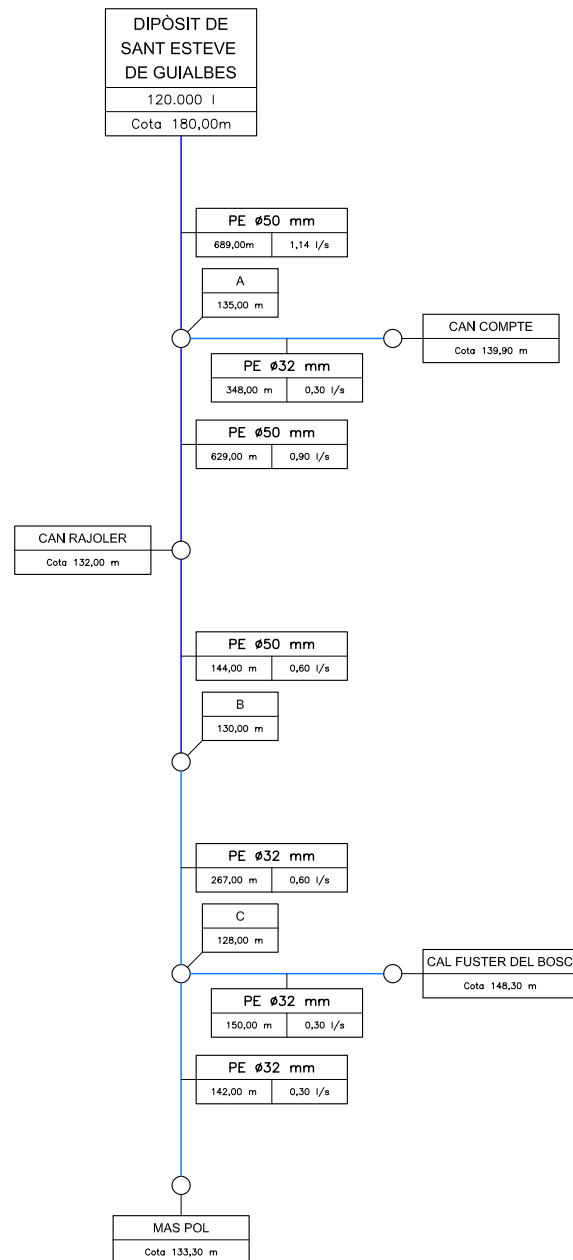 DIPÒSIT DE
SANT ESTEVE
DE GUIALBES
120.000 l
Cota 180,00m
PE ø50 mm
689,00m 1,14 l/s
A
135,00 m
CAN COMPTE
Cota 139,90 m
PE ø32 mm
348,00 m 0,30 l/s
PE ø50 mm
629,00 m 0,90 l/s
CAN RAJOLER
Cota 132,00 m
PE ø50 mm
144,00 m 0,60 l/s
B
130,00 m
PE ø32 mm
267,00 m 0,60 l/s
C
128,00 m
CAL FUSTER DEL BOSC
Cota 148,30 m
PE ø32 mm
150,00 m 0,30 l/s
PE ø32 mm
142,00 m 0,30 l/s
MAS POL
Cota 133,30 m